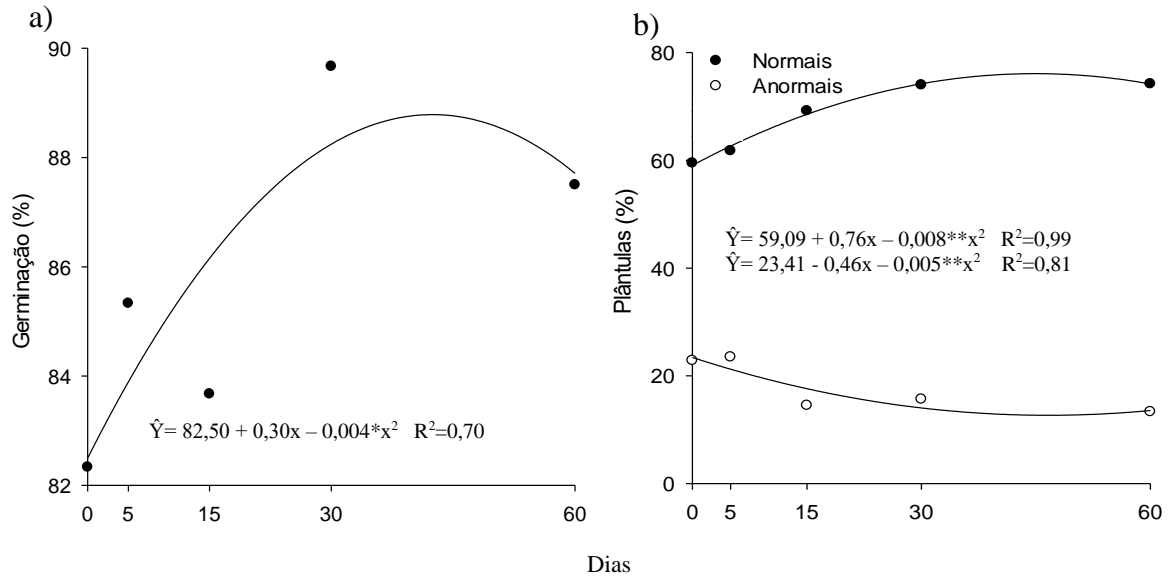 a)
90
88
86
84
82
Germinação (%)
Ŷ= 82,50 + 0,30x – 0,004*x² R²=0,70
0 5 15 30 60
b)
80
60
40
20
0
Plântulas (%)
Normais
Anormais
Ŷ= 59,09 + 0,76x – 0,008**x² R²=0,99
Ŷ= 23,41 - 0,46x – 0,005**x² R²=0,81
0 5 15 30 60
Dias